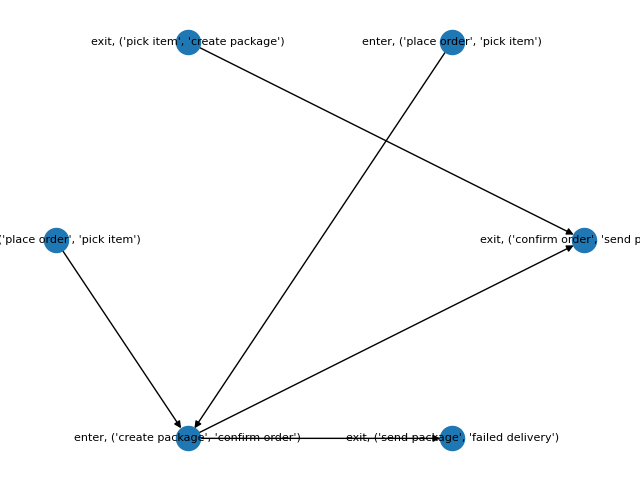 exit, ('pick item', 'create package')
enter, ('place order', 'pick item')
('place order', 'pick item')
exit, ('confirm order', 'send p
enter, ('create package', 'confirm order')
exit, ('send package', 'failed delivery')